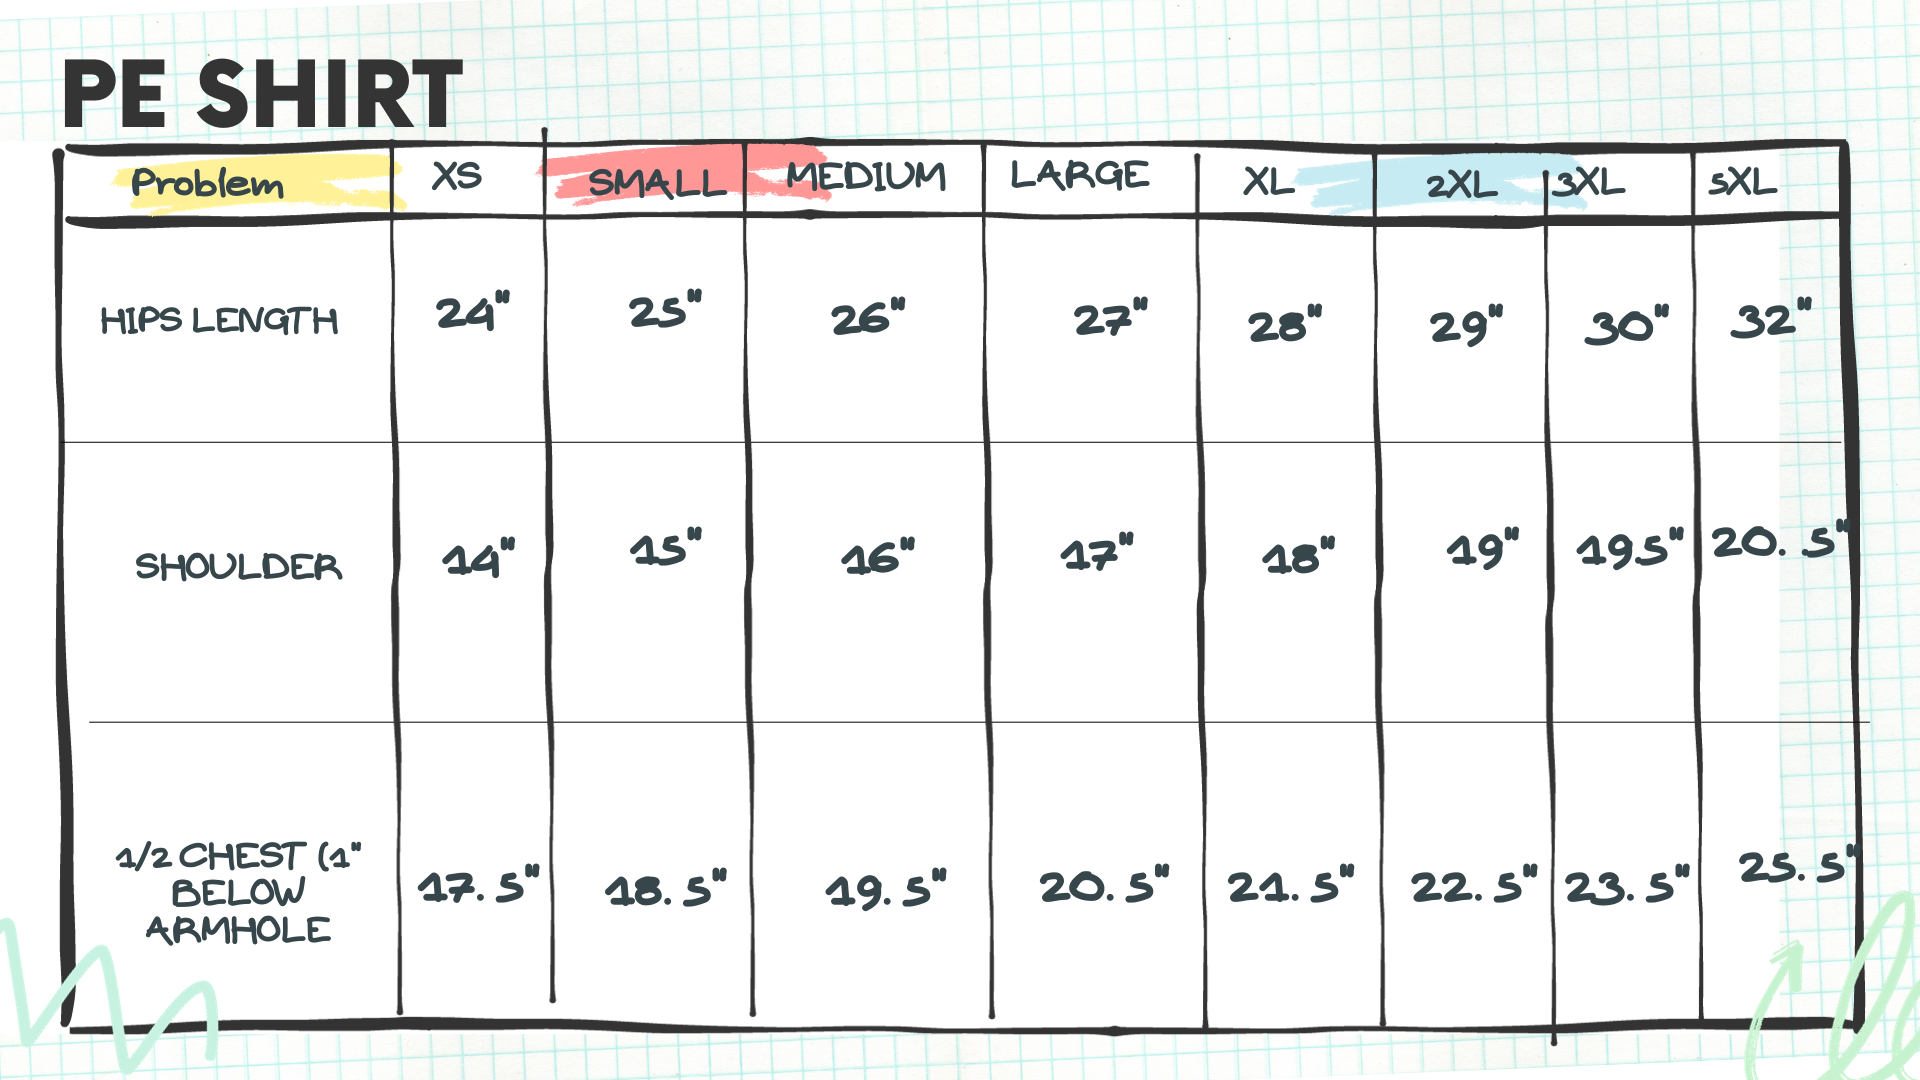 PE SHIRT
Problem XS SMALL MEDIUM LARGE XL 2XL 3XL 5XL
HIPS LENGTH 24" 25" 26" 27" 28" 29" 30" 32"
SHOULDER 14" 15" 16" 17" 18" 19" 19.5" 20. 5"
1/2 CHEST (1"
BELOW
ARMHOLE 17. 5" 18. 5" 19. 5" 20. 5" 21. 5" 22. 5" 23. 5" 25. 5"